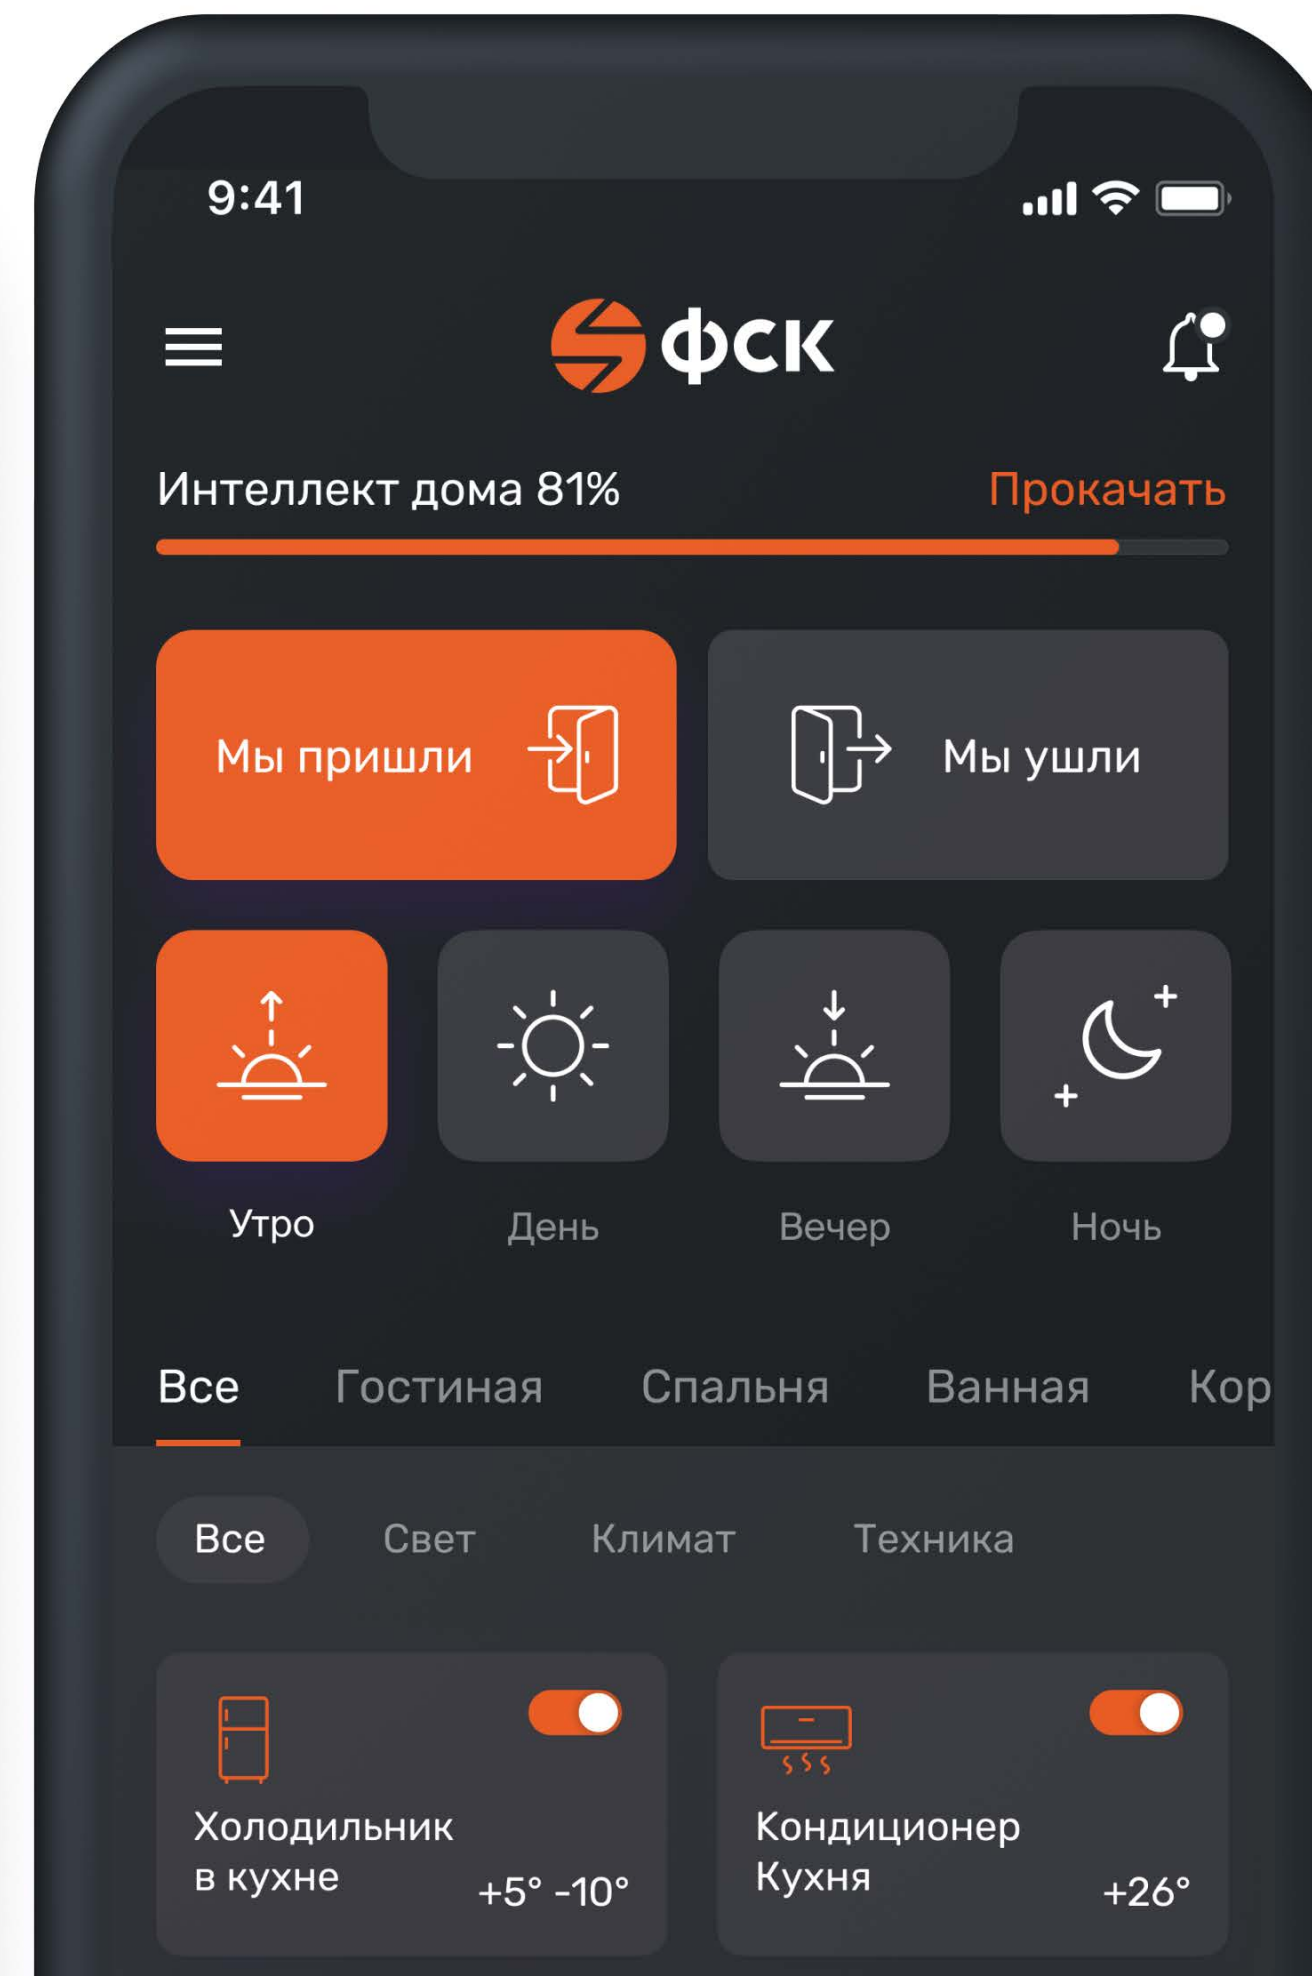 9:41
ФСК
Интеллект дома 81%
Прокачать
Мы пришли
Мы ушли
Утро
День
Вечер
Ночь
Все
Гостиная
Спальня
Ванная
Кор
Все
Свет
Климат
Техника
Холодильник
в кухне
+5° -10°
Кондиционер
Кухня
+26°